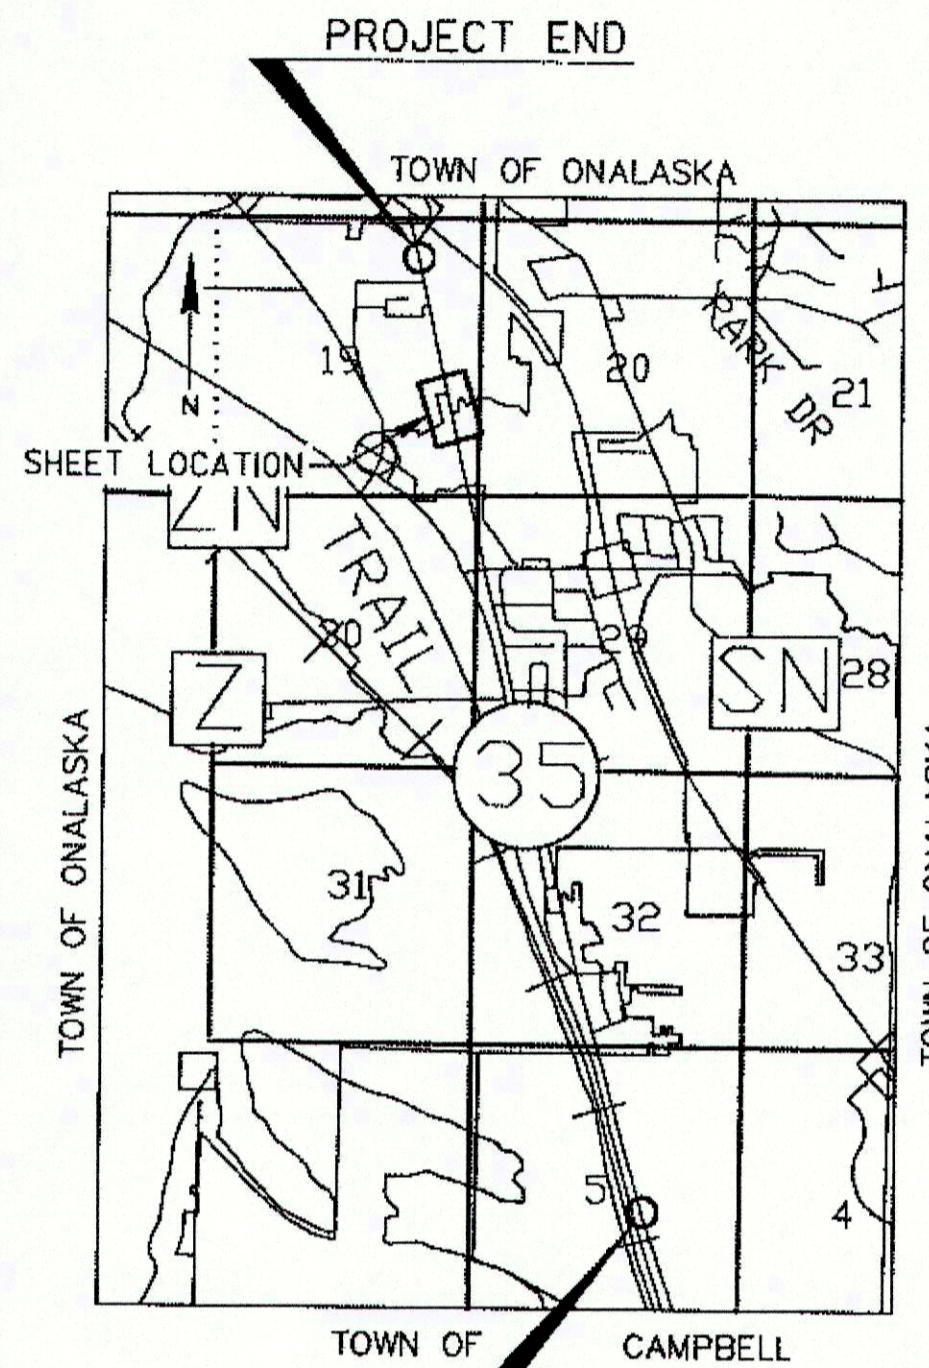 PROJECT END
TOWN OF ONALASKA
N
19
20
PARK DR
21
SHEET LOCATION
ZN
TRAIL
30
29
Z
SN
28
35
TOWN OF ONALASKA
31
32
33
5
4
TOWN OF CAMPBELL